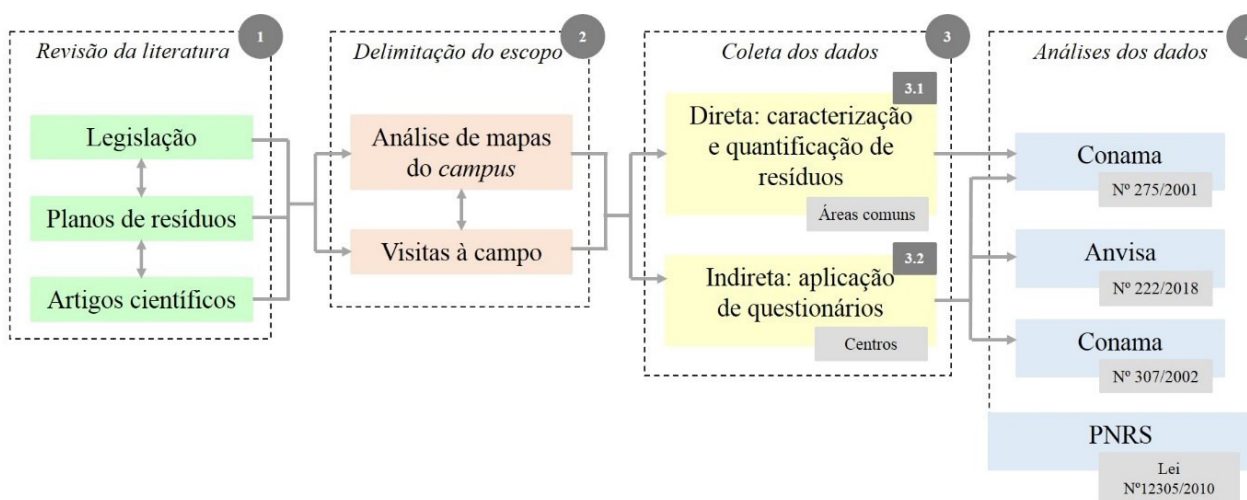 1
Revisão da literatura
Legislação
Planos de resíduos
Artigos científicos
2
Delimitação do escopo
Análise de mapas
do campus
Visitas à campo
3
Coleta dos dados
3.1
Direta: caracterização
e quantificação de
resíduos
Áreas comuns
3.2
Indireta: aplicação
de questionários
Centros
Análises dos dados
Conama
Nº 275/2001
Anvisa
Nº 222/2018
Conama
Nº 307/2002
PNRS
Lei
Nº12305/2010